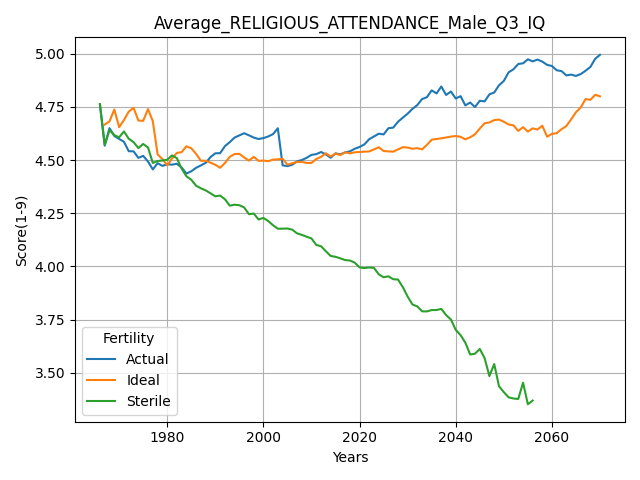 Average_RELIGIOUS_ATTENDANCE_Male_Q3_IQ
Score(1-9)
5.00
4.75
4.50
4.25
4.00
3.75
3.50
Fertility
Actual
Ideal
Sterile
1980
2000
2020
2040
2060
Years